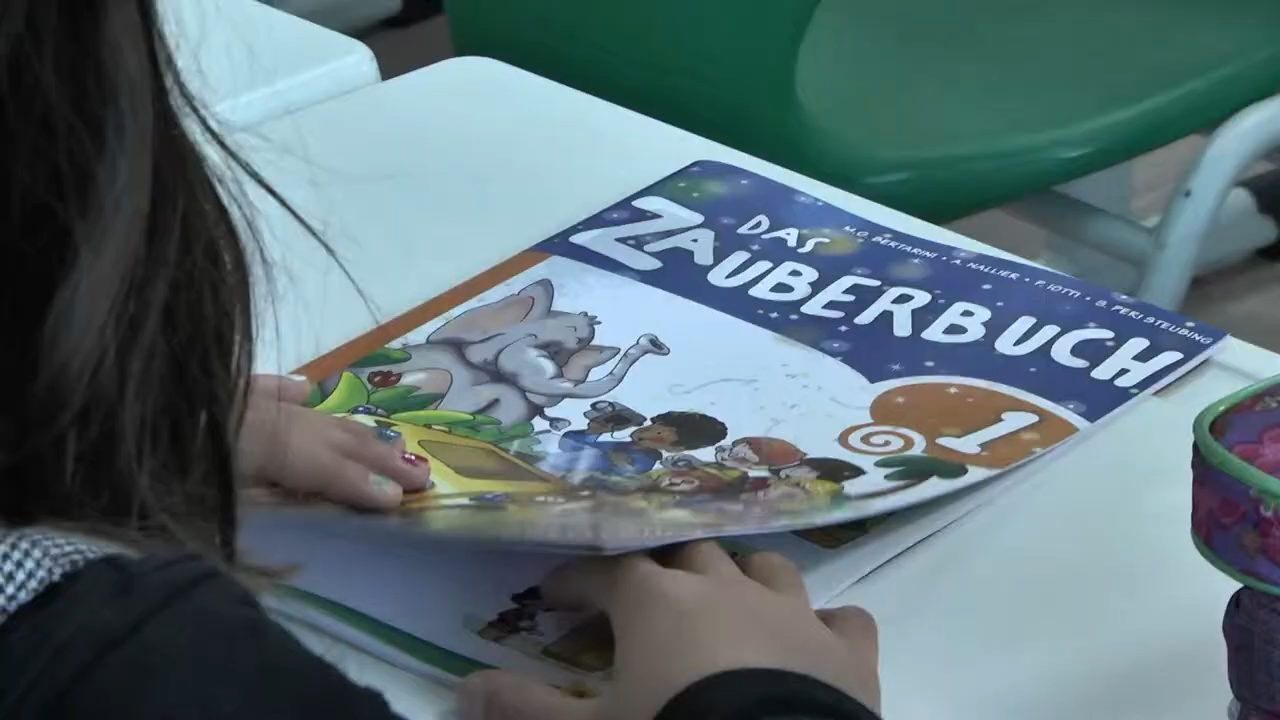 M.G. BERTARINI • A. HALLIER • P. IOTTI • B. PERI STEUBING
DAS
ZAUBERBUCH
1